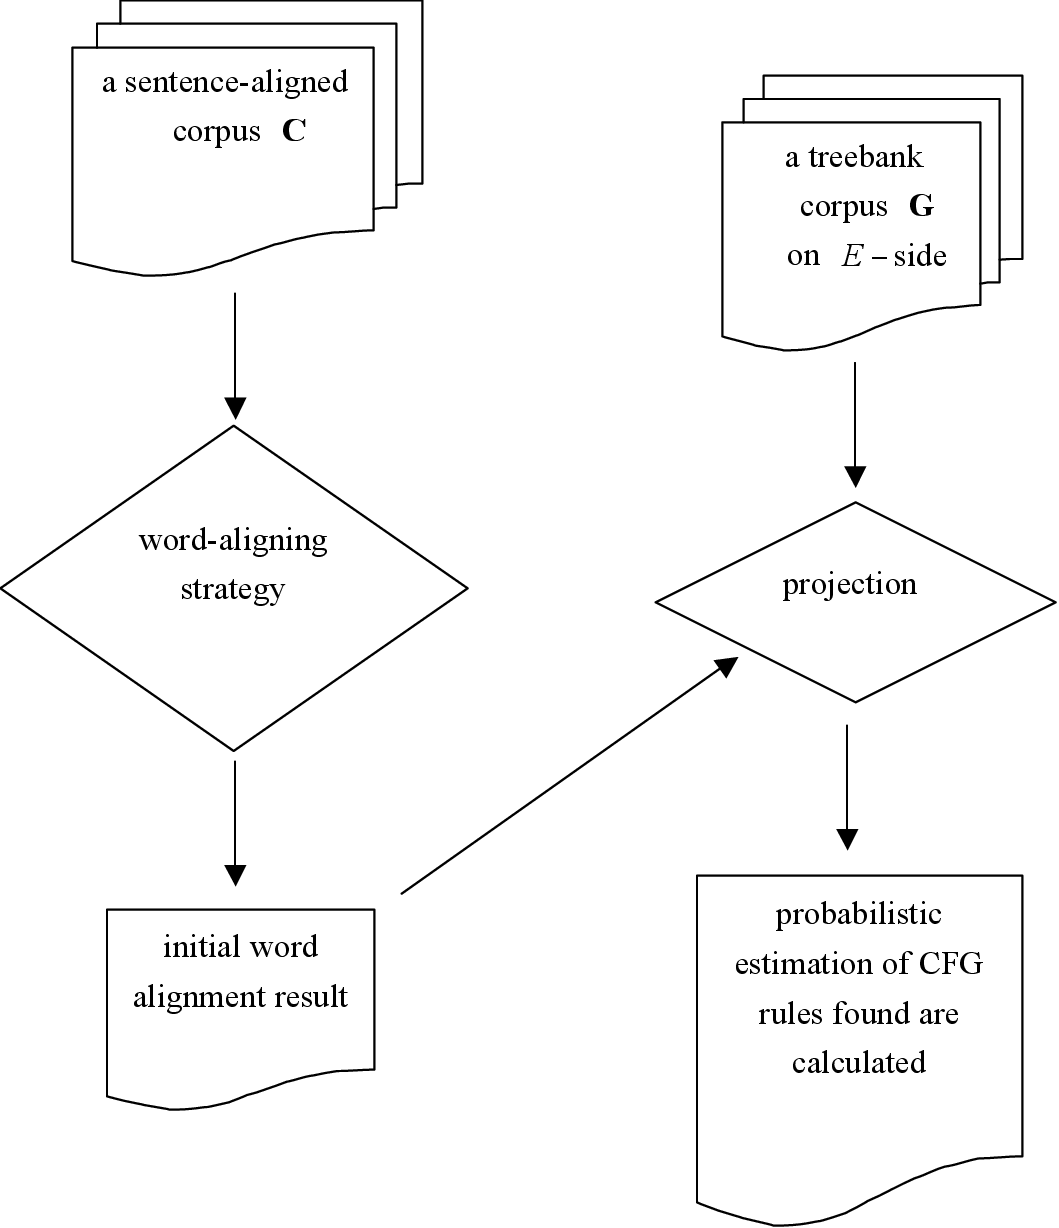 a sentence-aligned
corpus C
word-aligning
strategy
initial word
alignment result
a treebank
corpus G
on E – side
projection
probabilistic
estimation of CFG
rules found are
calculated